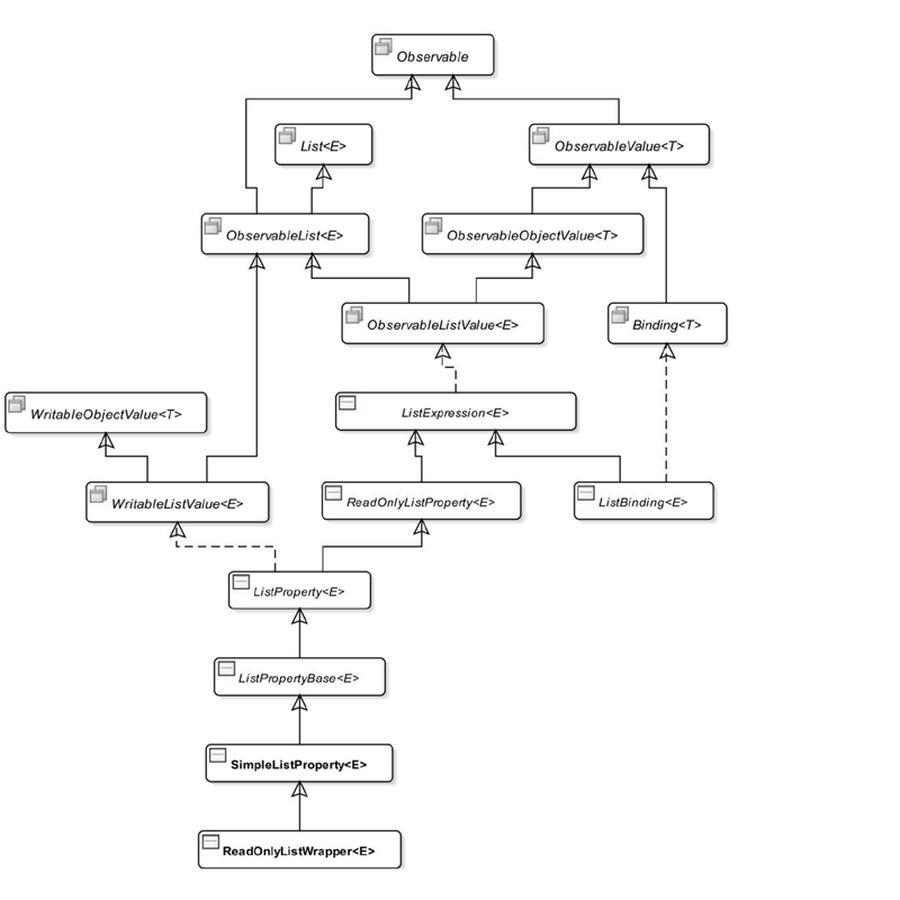 Observable
List<E>
ObservableValue<T>
ObservableList<E>
ObservableObjectValue<T>
ObservableListValue<E>
Binding<T>
WritableObjectValue<T>
ListExpression<E>
WritableListValue<E>
ReadOnlyListProperty<E>
ListBinding<E>
ListProperty<E>
ListPropertyBase<E>
SimpleListProperty<E>
ReadOnlyListWrapper<E>